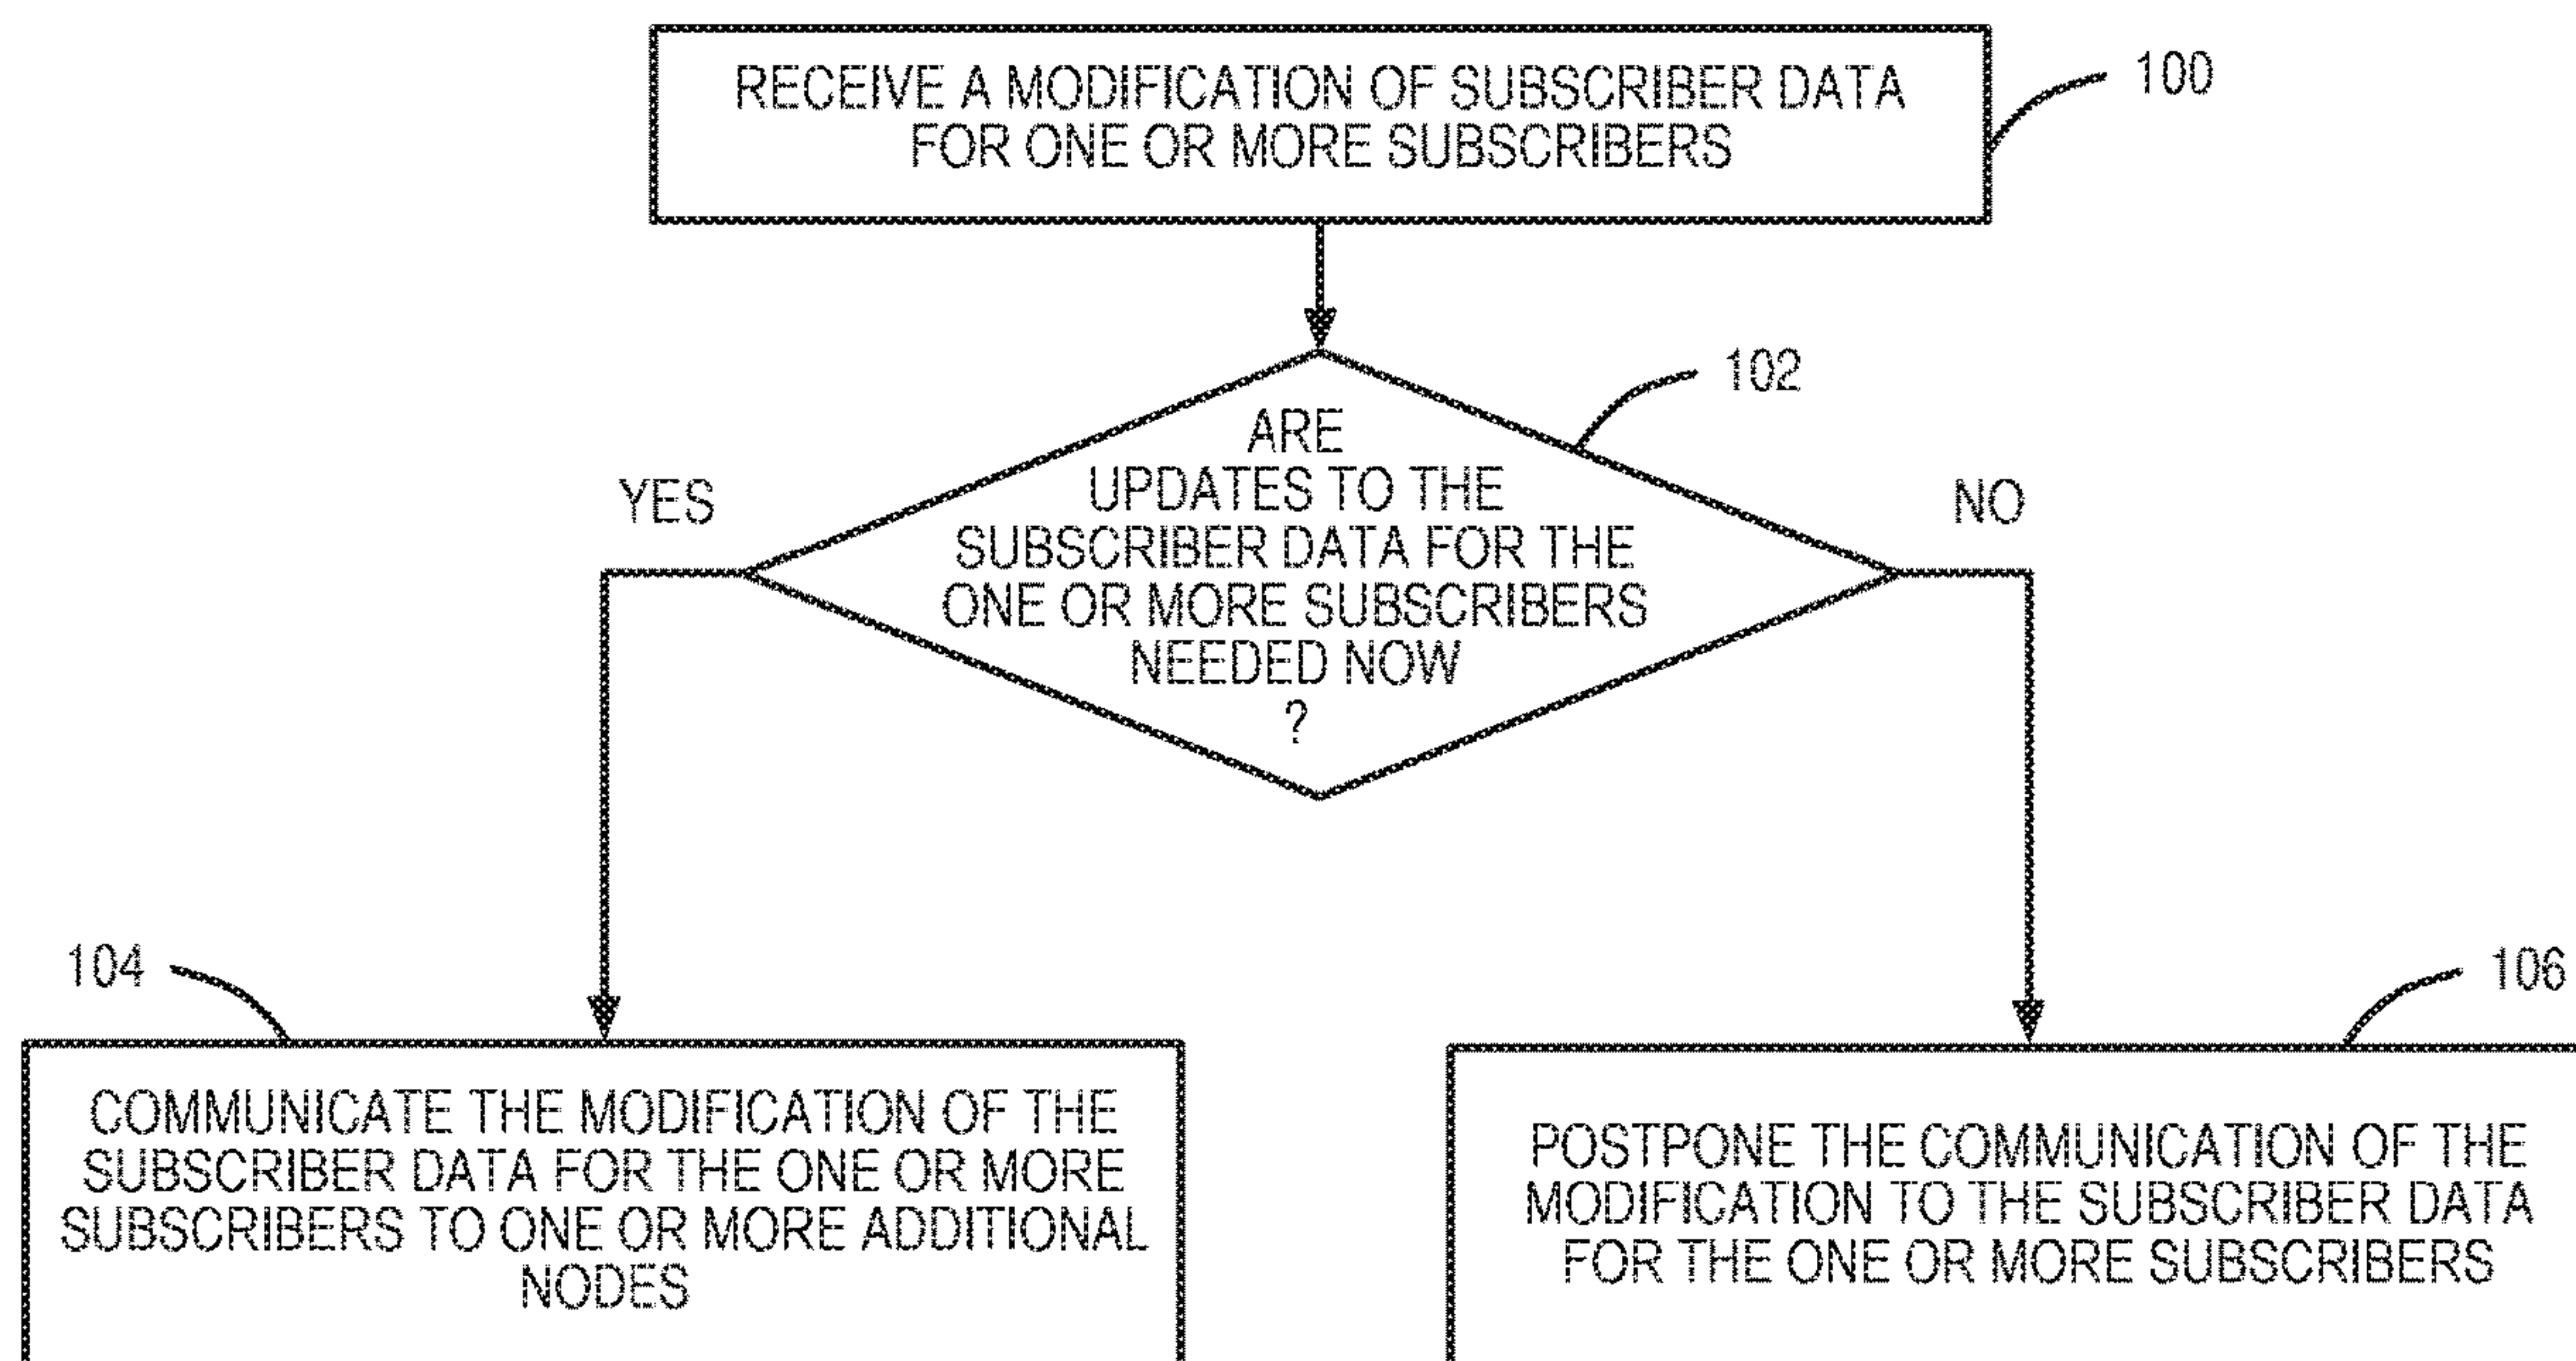 RECEIVE A MODIFICATION OF SUBSCRIBER DATA
FOR ONE OR MORE SUBSCRIBERS
100
102
ARE
UPDATES TO THE
SUBSCRIBER DATA FOR THE
ONE OR MORE SUBSCRIBERS
NEEDED NOW
?
YES
NO
104
COMMUNICATE THE MODIFICATION OF THE
SUBSCRIBER DATA FOR THE ONE OR MORE
SUBSCRIBERS TO ONE OR MORE ADDITIONAL
NODES
106
POSTPONE THE COMMUNICATION OF THE
MODIFICATION TO THE SUBSCRIBER DATA
FOR THE ONE OR MORE SUBSCRIBERS